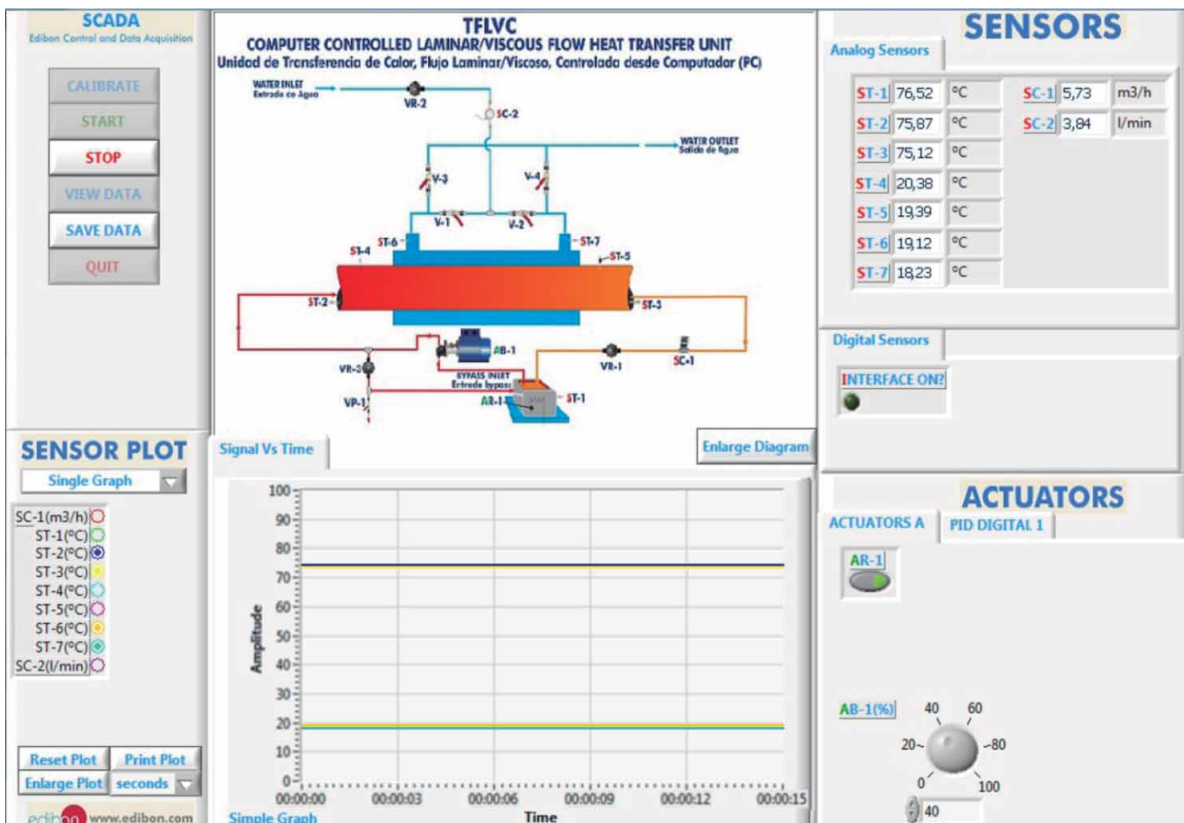 SCADA
Edibon Control and Data Acquisition
CALIBRATE
START
STOP
VIEW DATA
SAVE DATA
QUIT
TFLVC
COMPUTER CONTROLLED LAMINAR/VISCOUS FLOW HEAT TRANSFER UNIT
Unidad de Transferencia de Calor, Flujo Laminar/Viscoso, Controlada desde Computador (PC)
WATER INLET
Entrada de Agua
VR-2
SC-2
WATER OUTLET
Salida de Agua
V-3
V-4
V-1
V-2
ST-6
ST-7
ST-4
ST-5
ST-2
ST-3
AB-1
VR-3
BYPASS INLET
Entrada bypass
VR-1
SC-1
VP-1
AR-1
ST-1
Enlarge Diagram
SENSORS
Analog Sensors
ST-1 76,52 ºC SC-1 5,73 m3/h
ST-2 75,87 ºC SC-2 3,84 l/min
ST-3 75,12 ºC
ST-4 20,38 ºC
ST-5 19,39 ºC
ST-6 19,12 ºC
ST-7 18,23 ºC
Digital Sensors
INTERFACE ON?
SENSOR PLOT
Single Graph
SC-1(m3/h)
ST-1(ºC)
ST-2(ºC)
ST-3(ºC)
ST-4(ºC)
ST-5(ºC)
ST-6(ºC)
ST-7(ºC)
SC-2(l/min)
Reset Plot Print Plot
Enlarge Plot seconds
edibon www.edibon.com
Signal Vs Time
100
90
80
70
60
50
40
30
20
10
0
Amplitude
00:00:00 00:00:03 00:00:06 00:00:09 00:00:12 00:00:15
Simple Graph
Time
ACTUATORS
ACTUATORS A PID DIGITAL 1
AR-1
AB-1(%)
40 60
20 80
0 100
40